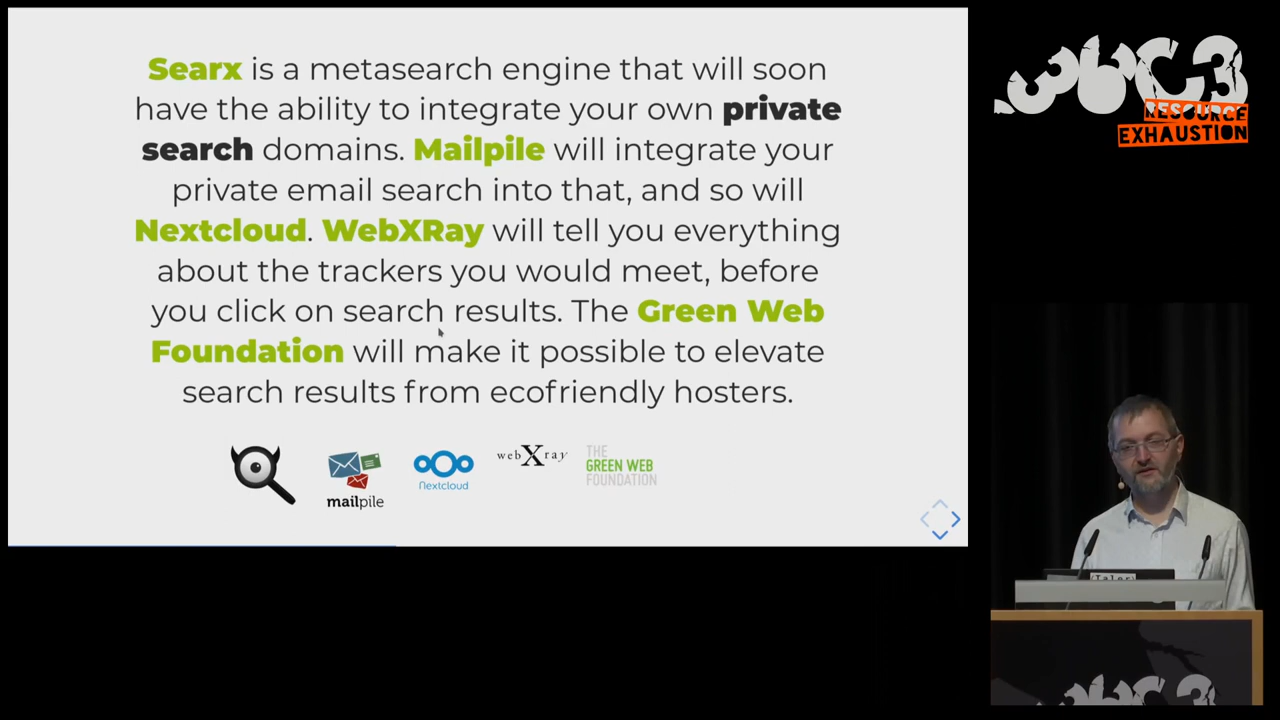 Searx is a metasearch engine that will soon
have the ability to integrate your own private
search domains. Mailpile will integrate your
private email search into that, and so will
Nextcloud. WebXRay will tell you everything
about the trackers you would meet, before
you click on search results. The Green Web
Foundation will make it possible to elevate
search results from ecofriendly hosters.
mailpile
Nextcloud
webXray
THE
GREEN WEB
FOUNDATION
36C3
RESOURCE
EXHAUSTION
Taler
36C3